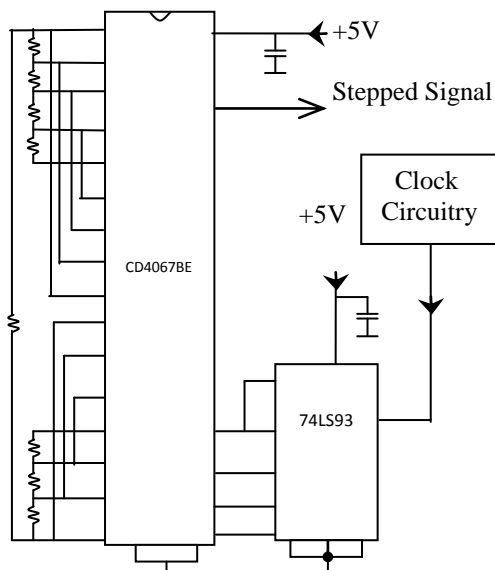 +5V
Stepped Signal
Clock
Circuitry
+5V
CD4067BE
74LS93